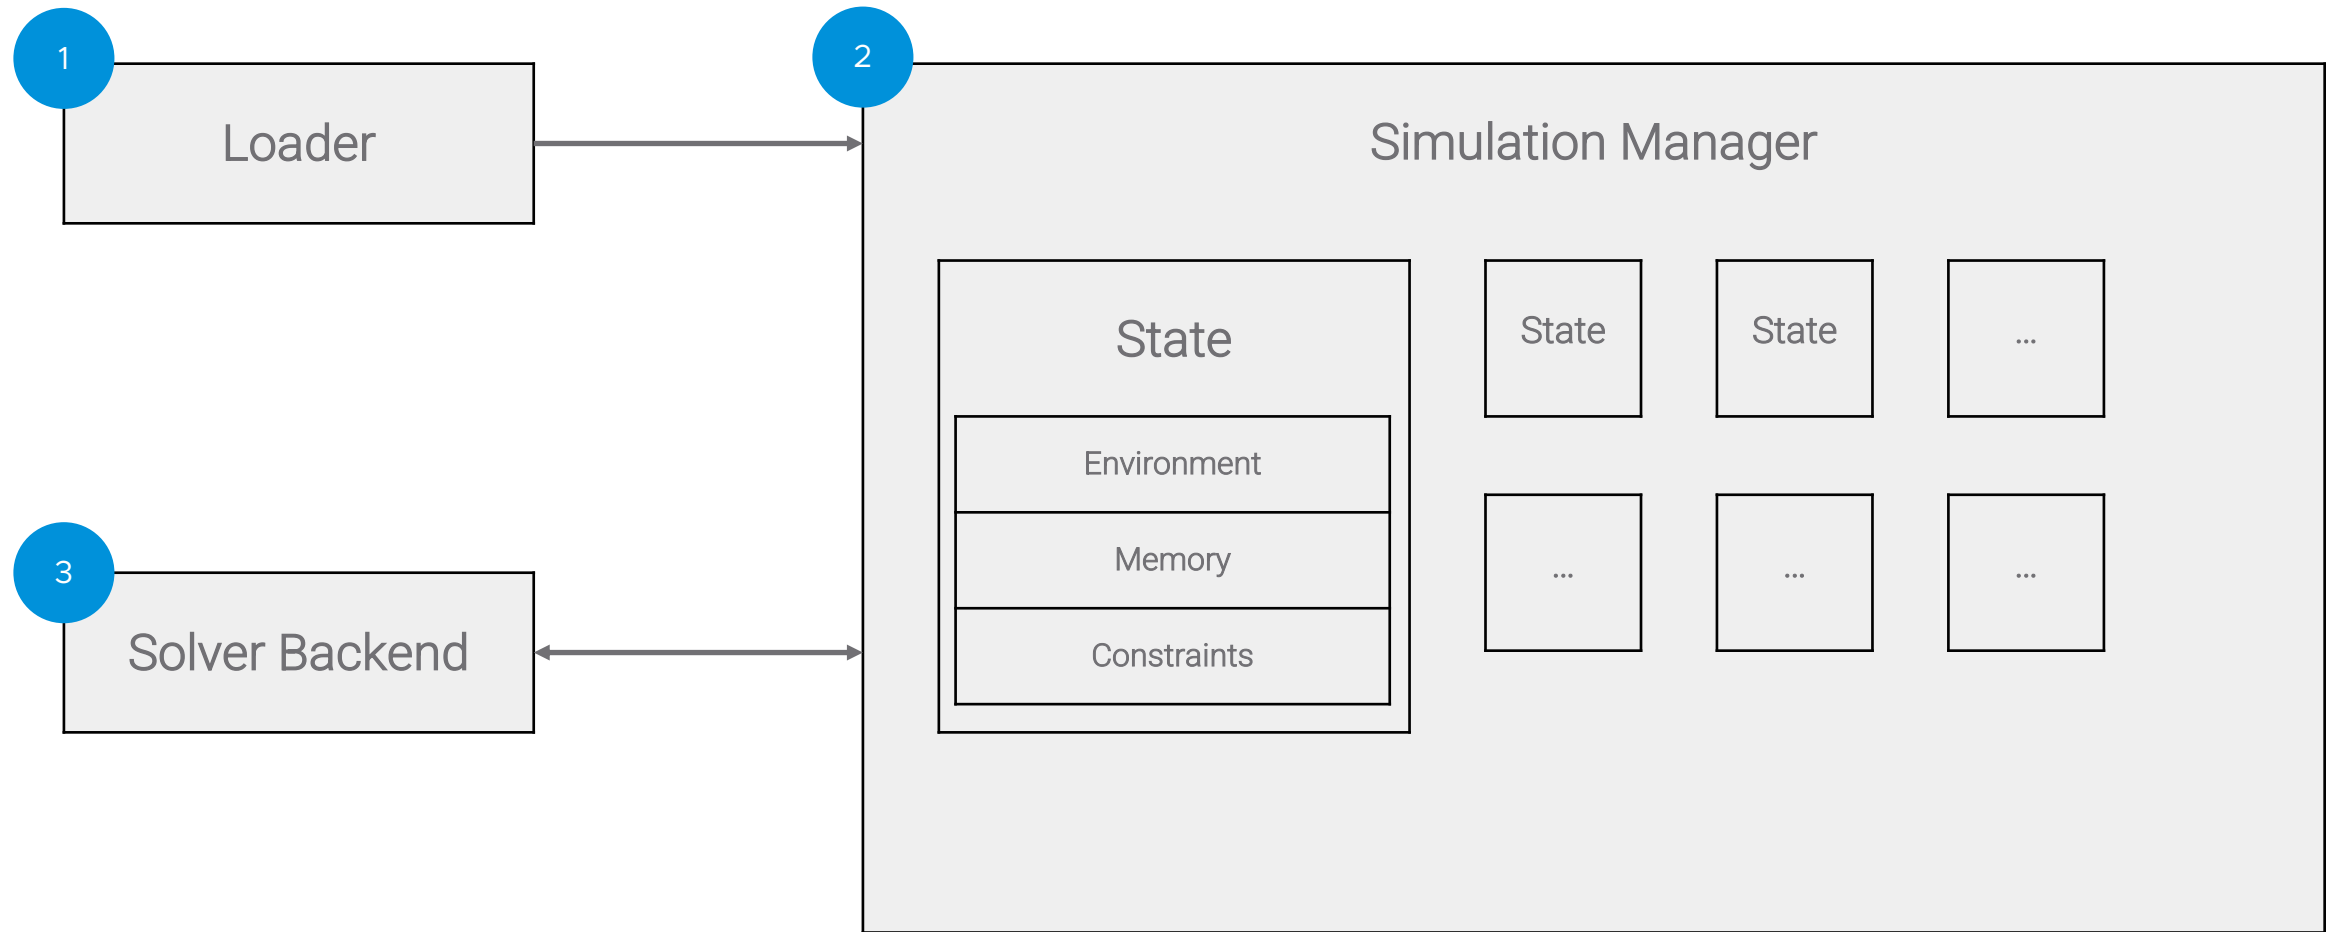 1
Loader
2
Simulation Manager
State
Environment
Memory
Constraints
State
State
...
...
...
...
3
Solver Backend